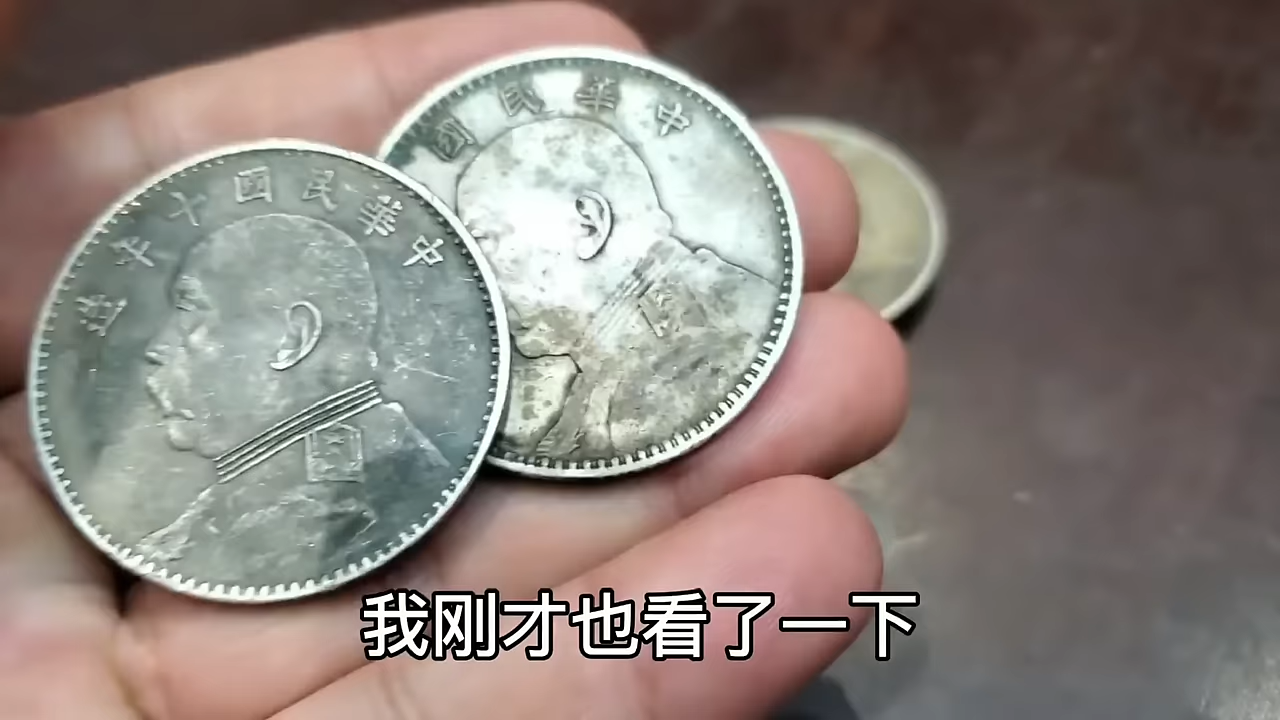 造年十國民華中
國民華中
我刚才也看了一下